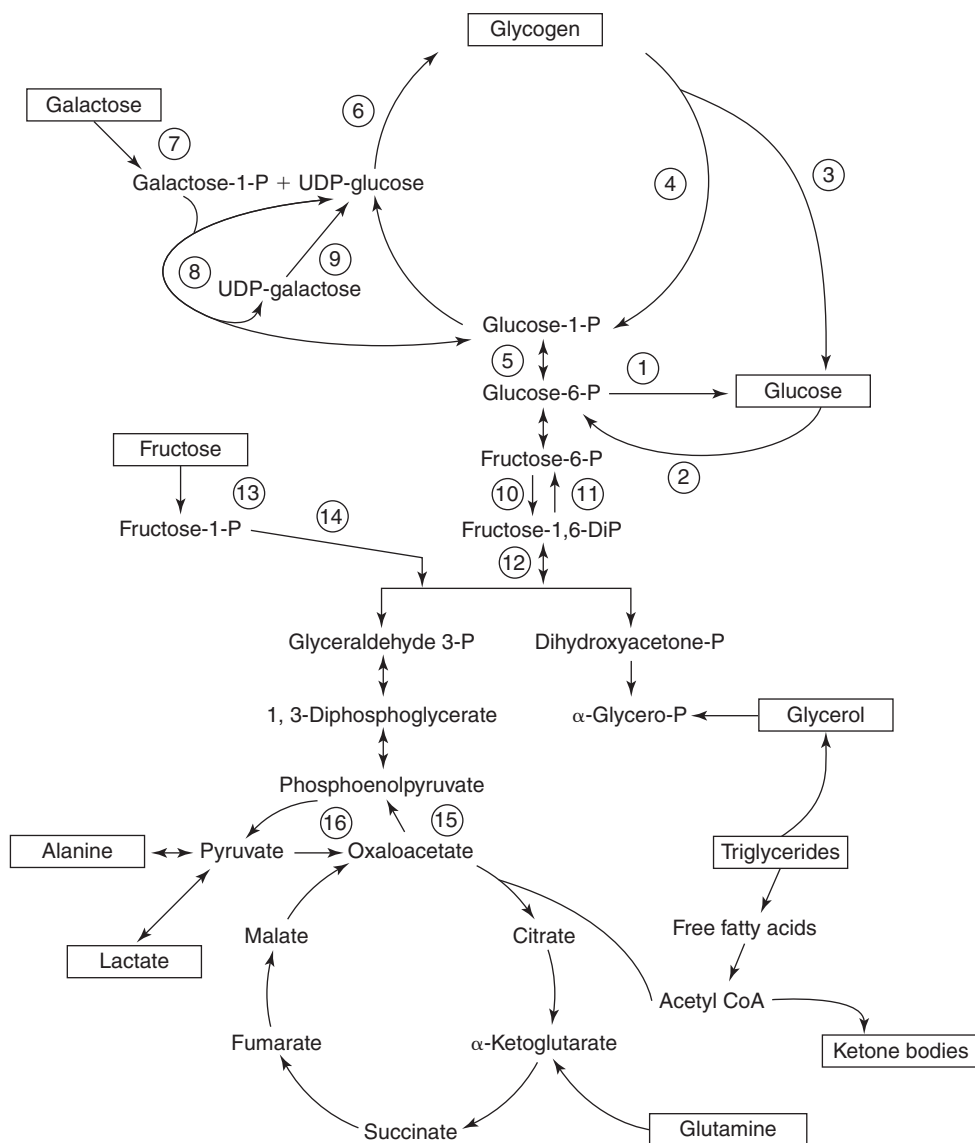 Glycogen
Galactose
6
7
Galactose-1-P + UDP-glucose
4
3
8
9
UDP-galactose
Glucose-1-P
5
1
Glucose-6-P
Glucose
Fructose
Fructose-6-P
2
13
10
11
14
Fructose-1-P
Fructose-1,6-DiP
12
Glyceraldehyde 3-P
Dihydroxyacetone-P
1, 3-Diphosphoglycerate
α-Glycero-P
Glycerol
Phosphoenolpyruvate
16
15
Alanine
Pyruvate
Oxaloacetate
Triglycerides
Free fatty acids
Malate
Citrate
Lactate
Acetyl CoA
Fumarate
α-Ketoglutarate
Ketone bodies
Succinate
Glutamine